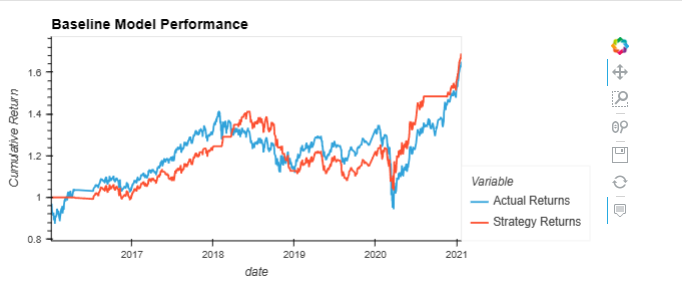 Baseline Model Performance
Cumulative Return
1.6
1.4
1.2
1
0.8
2017 2018 2019 2020 2021
date
Variable
Actual Returns
Strategy Returns